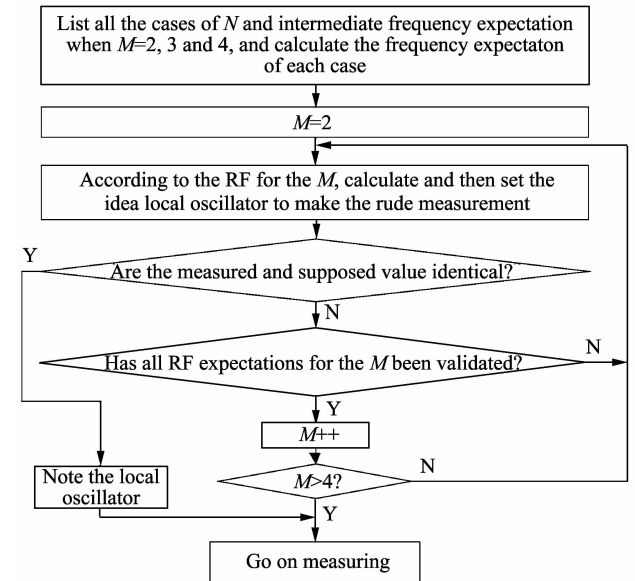 List all the cases of N and intermediate frequency expectation
when M=2, 3 and 4, and calculate the frequency expectaton
of each case
M=2
According to the RF for the M, calculate and then set the
idea local oscillator to make the rude measurement
Y
Are the measured and supposed value identical?
N
Has all RF expectations for the M been validated?
N
Y
M++
Note the local
oscillator
M>4?
N
Y
Go on measuring